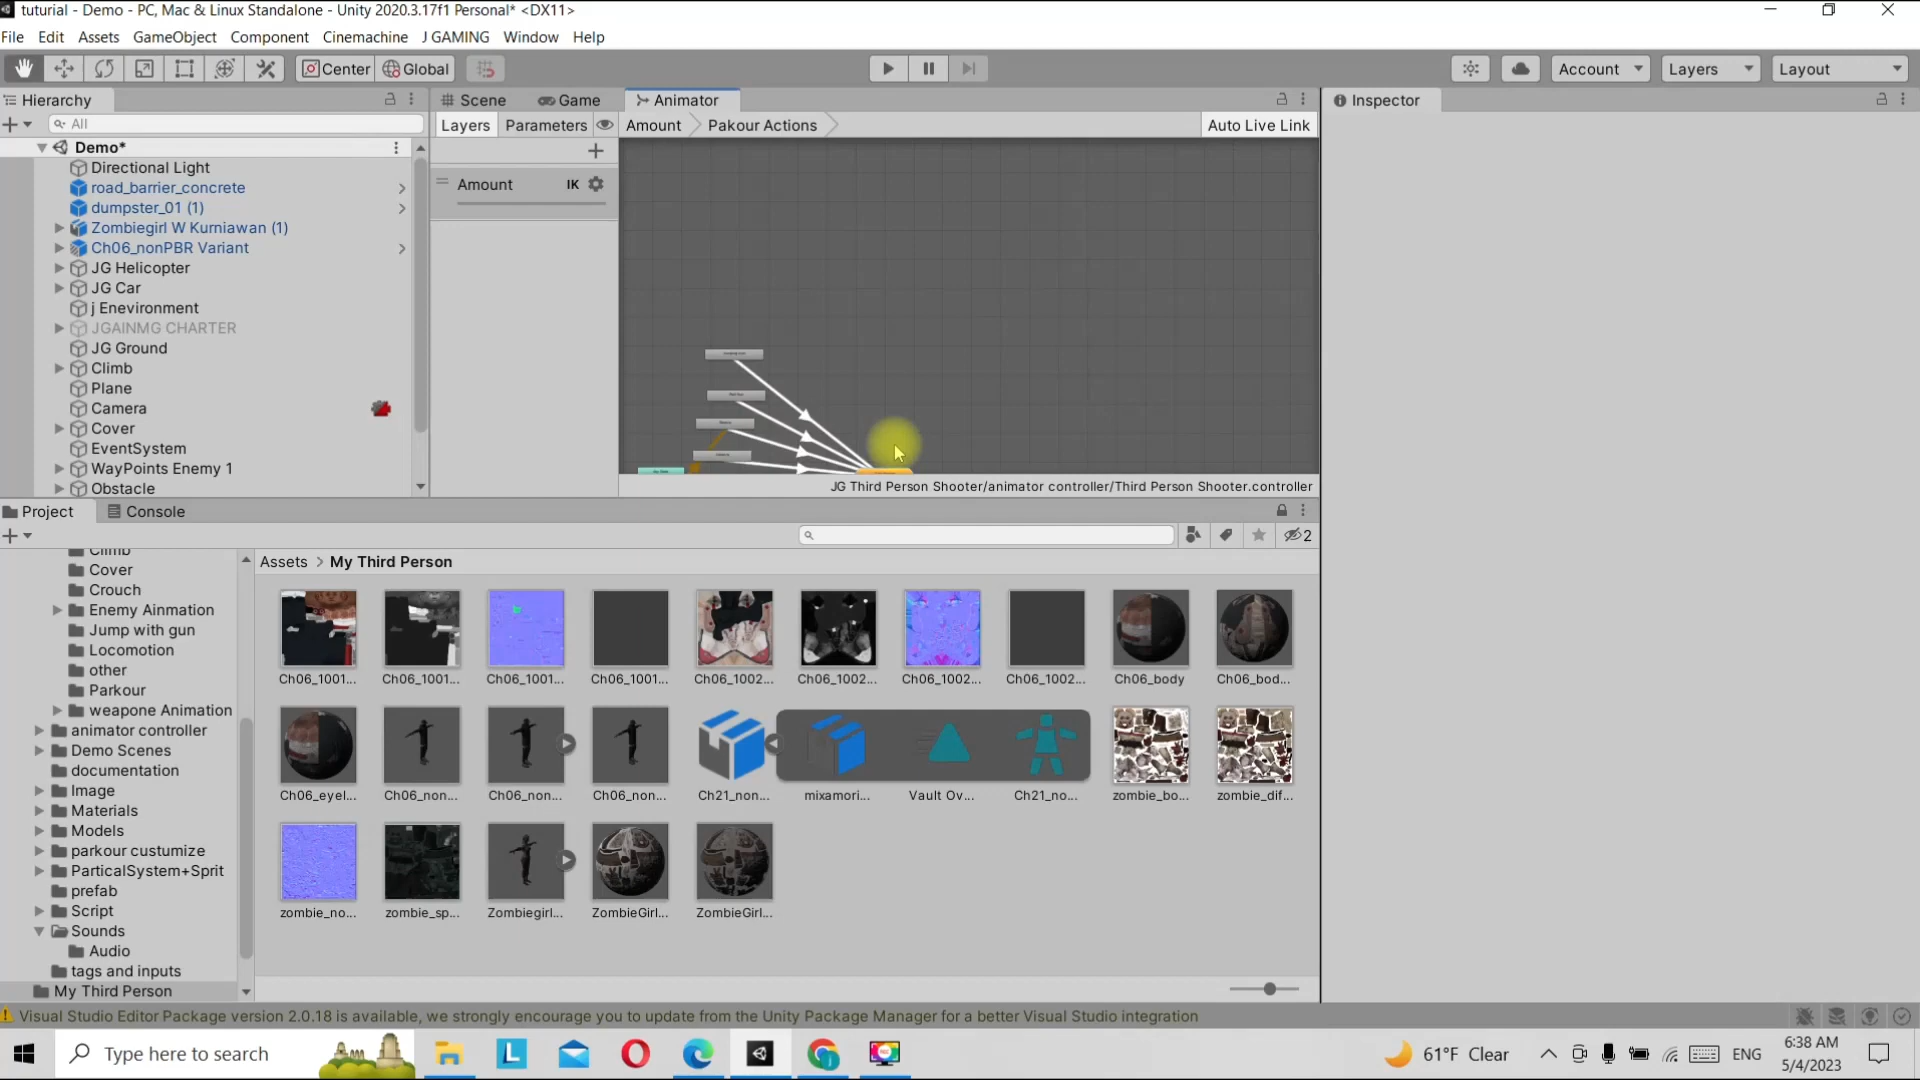 tuturial - Demo - PC, Mac & Linux Standalone - Unity 2020.3.17f1 Personal* <DX11>
File Edit Assets GameObject Component Cinemachine J GAMING Window Help
Center Global Account Layers Layout
Hierarchy
All
Demo*
Directional Light
road_barrier_concrete
dumpster_01 (1)
Zombiegirl W Kurniawan (1)
Ch06_nonPBR Variant
JG Helicopter
JG Car
j Enevironment
JGAINMG CHARTER
JG Ground
Climb
Plane
Camera
Cover
EventSystem
WayPoints Enemy 1
Obstacle
Scene Game Animator
Layers Parameters Amount Pakour Actions Auto Live Link
Amount IK
JG Third Person Shooter/animator controller/Third Person Shooter.controller
Inspector
Project Console
2
Climb
Cover
Crouch
Enemy Ainmation
Jump with gun
Locomotion
other
Parkour
weapone Animation
animator controller
Demo Scenes
documentation
Image
Materials
Models
parkour custumize
ParticalSystem+Sprit
prefab
Script
Sounds
Audio
tags and inputs
My Third Person
Assets > My Third Person
Ch06_1001... Ch06_1001... Ch06_1001... Ch06_1001... Ch06_1002... Ch06_1002... Ch06_1002... Ch06_1002... Ch06_body Ch06_bod...
Ch06_eyel... Ch06_non... Ch06_non... Ch06_non... Ch21_non... mixamori... Vault Ov... Ch21_no... zombie_bo... zombie_dif...
zombie_no... zombie_sp... Zombiegirl... ZombieGirl... ZombieGirl...
Visual Studio Editor Package version 2.0.18 is available, we strongly encourage you to update from the Unity Package Manager for a better Visual Studio integration
Type here to search
61°F Clear
ENG
6:38 AM
5/4/2023